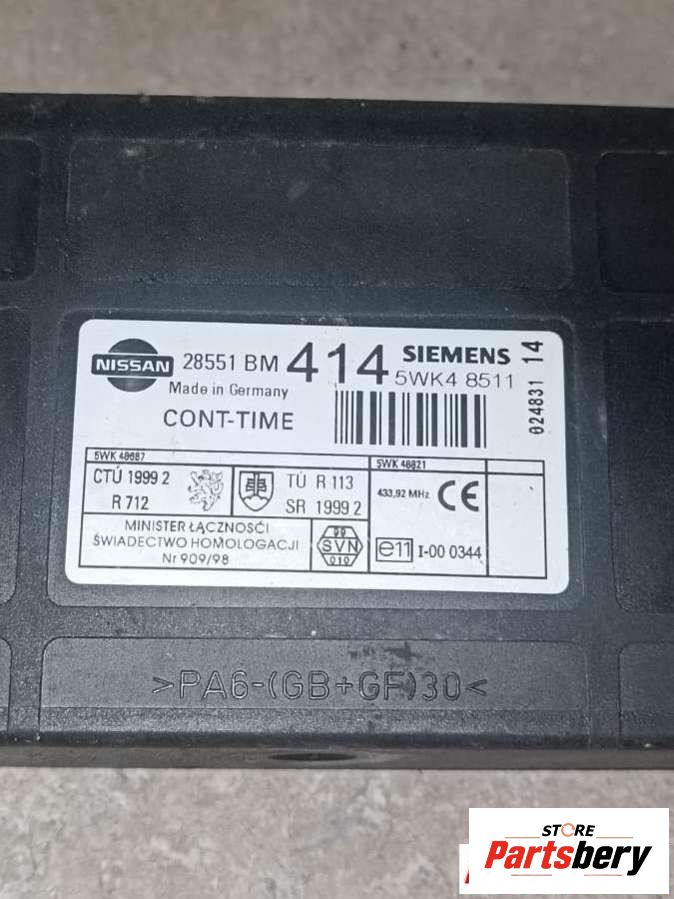 NISSAN 28551 BM 414 SIEMENS
5WK4 8511
Made in Germany
CONT-TIME
024831 14
5WK 48687
CTÚ 1999 2
R 712
TÚ R 113
SR 1999 2
5WK 48821
433,92 MHz CE
MINISTER ŁĄCZNOŚCI
ŚWIADECTWO HOMOLOGACJI
Nr 909/98
99
SVN
010
e11 I-00 0344
>PA6-(GB+GF)30<
STORE
Partsbery